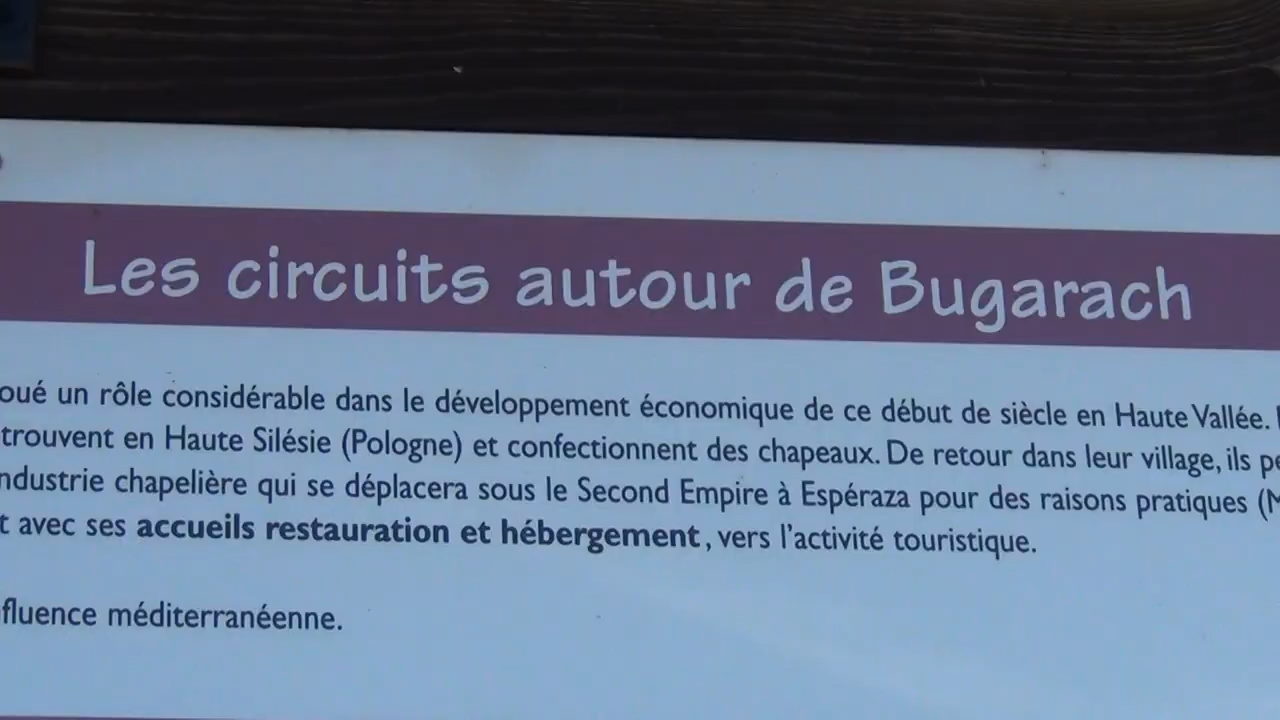 Les circuits autour de Bugarach
oué un rôle considérable dans le développement économique de ce début de siècle en Haute Vallée.
trouvent en Haute Silésie (Pologne) et confectionnent des chapeaux. De retour dans leur village, ils pe
ndustrie chapelière qui se déplacera sous le Second Empire à Espéraza pour des raisons pratiques (M
t avec ses accueils restauration et hébergement, vers l'activité touristique.
fluence méditerranéenne.